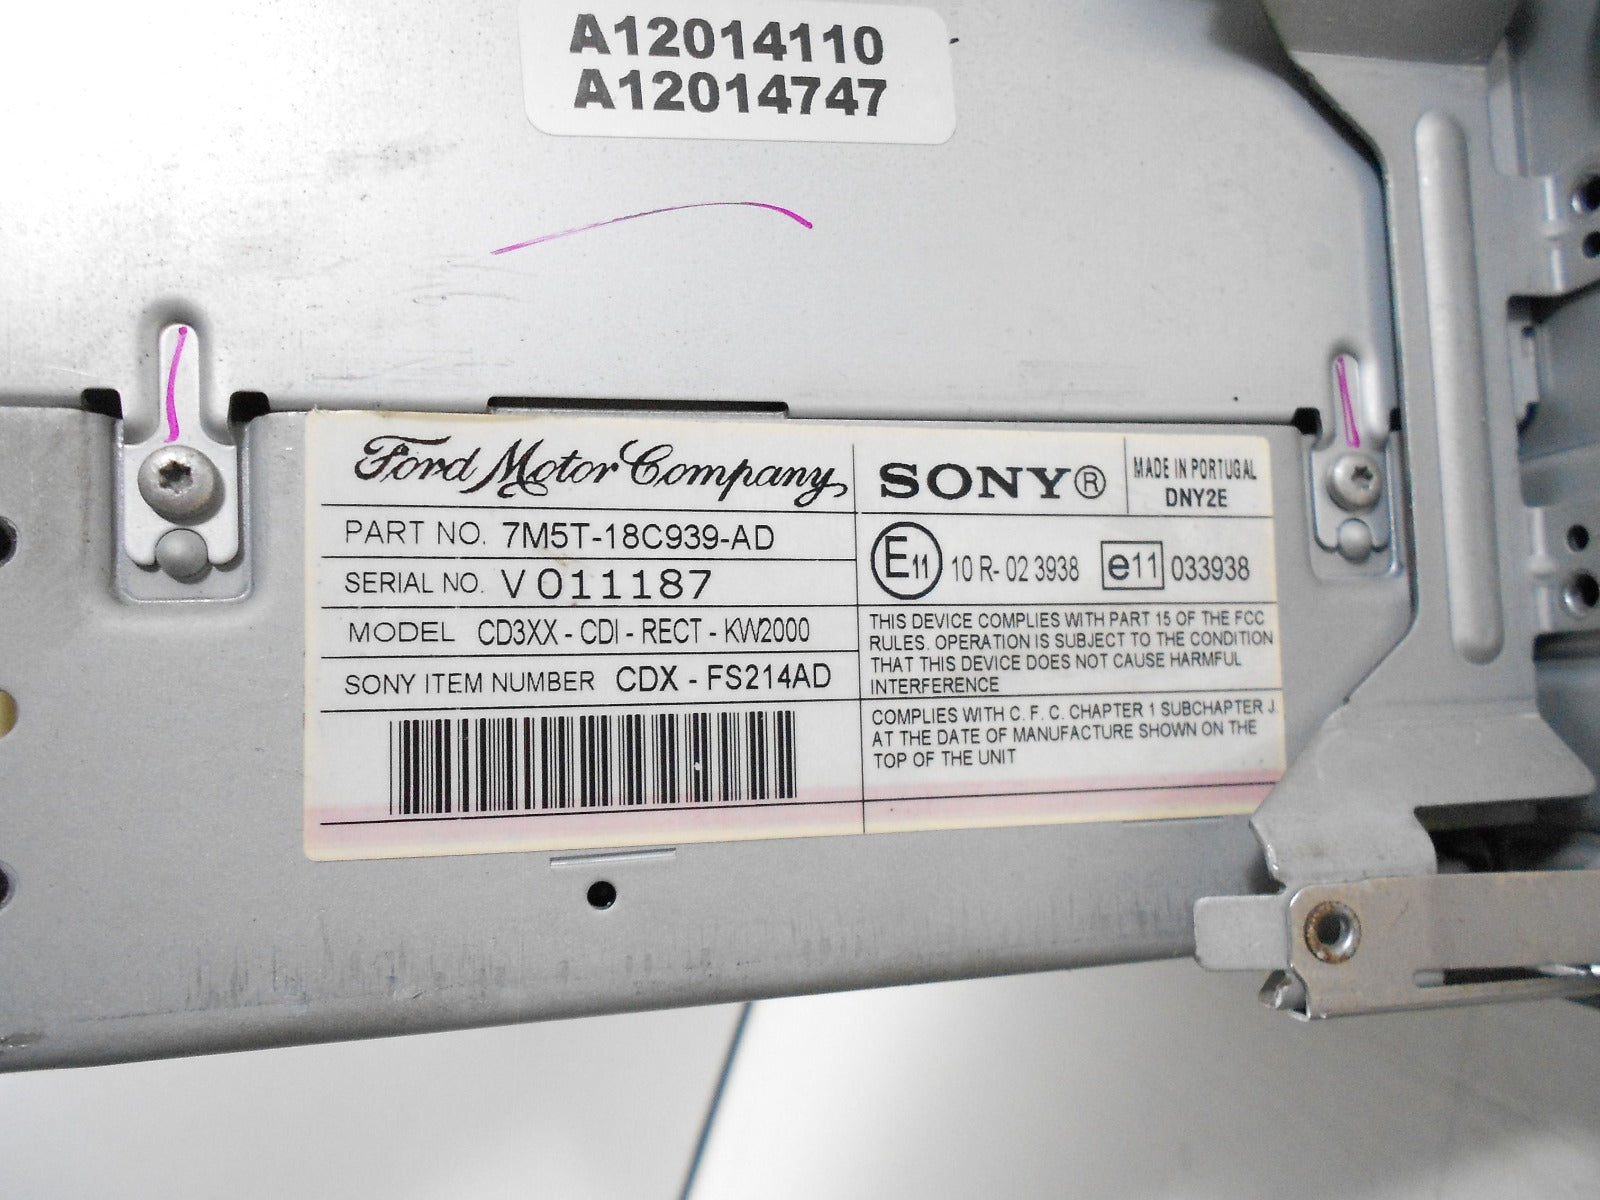 A12014110
A12014747
Ford Motor Company
PART NO. 7M5T-18C939-AD
SERIAL NO. V011187
MODEL CD3XX - CDI - RECT - KW2000
SONY ITEM NUMBER CDX - FS214AD
SONY®
MADE IN PORTUGAL
DNY2E
E11 10 R- 02 3938 e11 033938
THIS DEVICE COMPLIES WITH PART 15 OF THE FCC
RULES. OPERATION IS SUBJECT TO THE CONDITION
THAT THIS DEVICE DOES NOT CAUSE HARMFUL
INTERFERENCE
COMPLIES WITH C. F. C. CHAPTER 1 SUBCHAPTER J.
AT THE DATE OF MANUFACTURE SHOWN ON THE
TOP OF THE UNIT